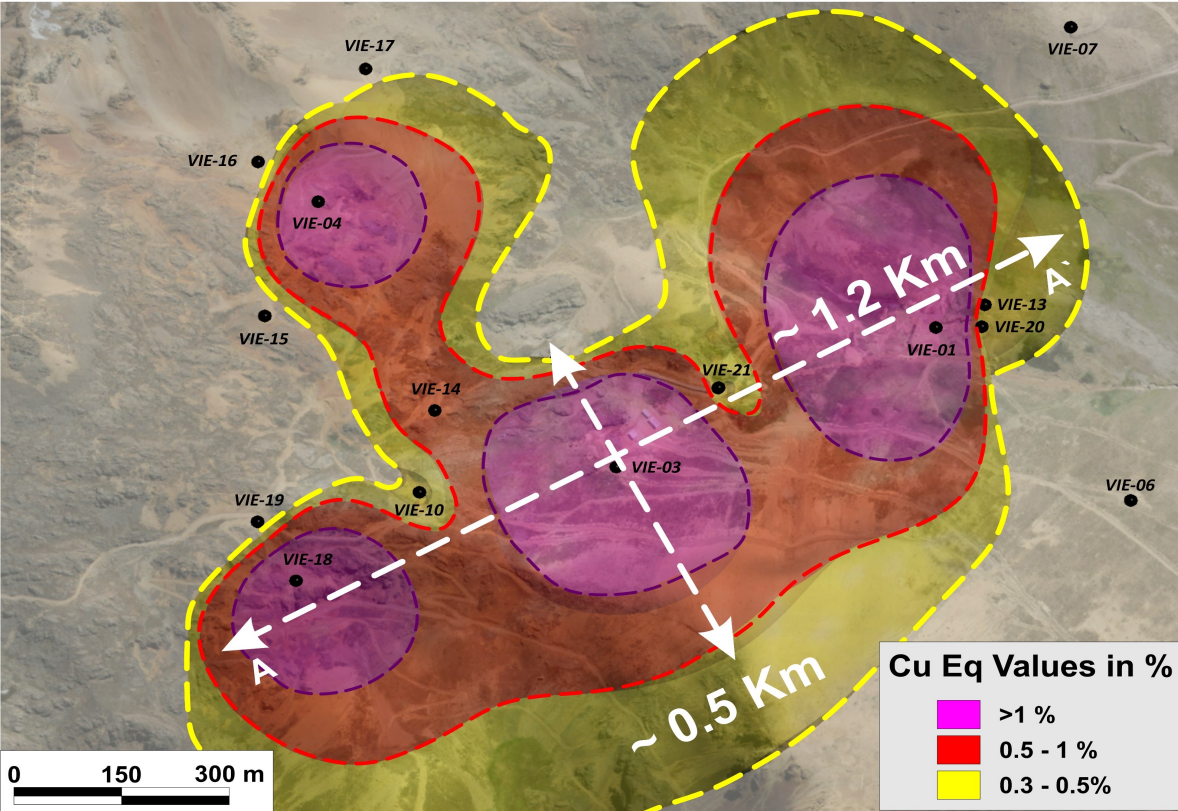 VIE-17
VIE-07
VIE-16
VIE-04
~ 1.2 Km
A`
VIE-13
VIE-20
VIE-15
VIE-01
VIE-21
VIE-14
VIE-03
VIE-06
VIE-19
VIE-10
VIE-18
A
~ 0.5 Km
Cu Eq Values in %
>1 %
0.5 - 1 %
0.3 - 0.5%
0 150 300 m